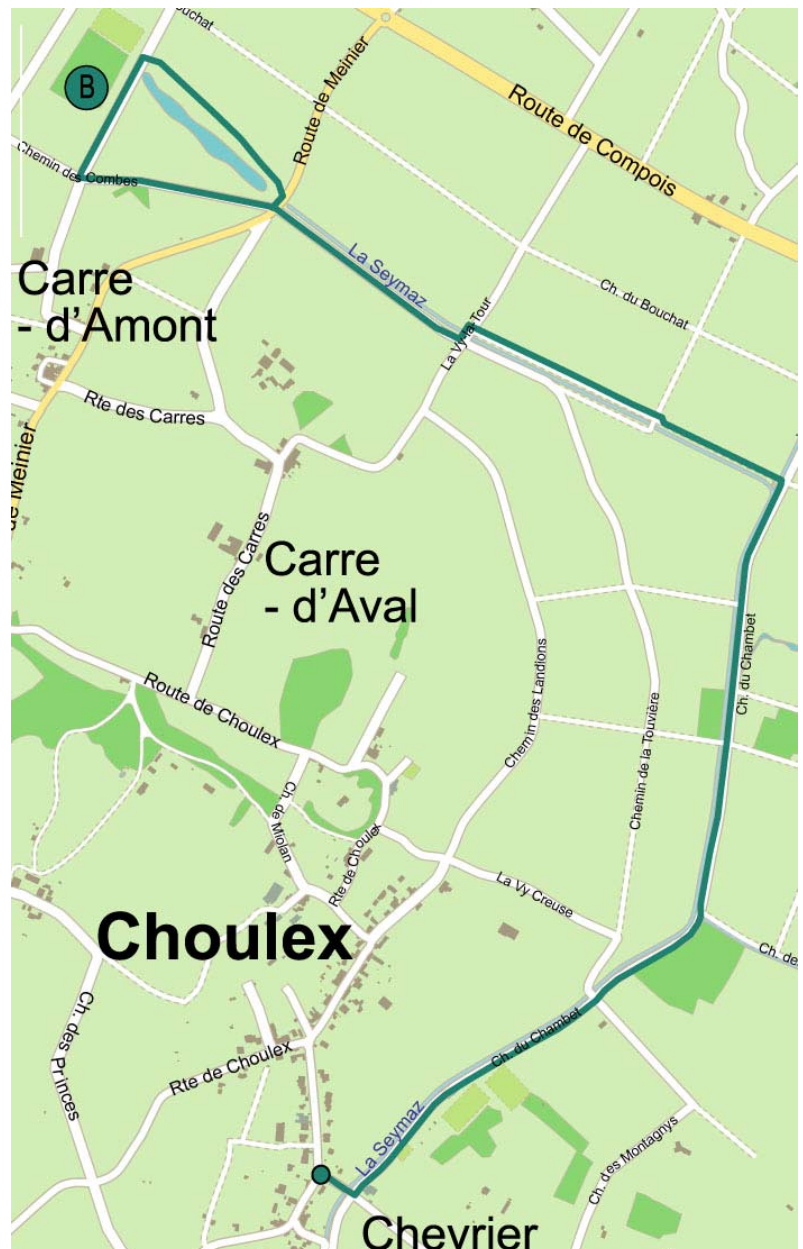 Bouchat
B
Route de Meinier
Route de Compois
Chemin des Combes
La Seymaz
Carre
- d'Amont
Ch. du Bouchat
La Vy-la-Tour
Rte des Carres
de Meinier
Carre
- d'Aval
Route des Carres
Ch. du Chambet
Route de Choulex
Chemin des Landions
Chemin de la Touvière
Ch. de Miolan
Rte de Choulex
La Vy Creuse
Choulex
Ch. de
Ch. des Princes
Rte de Choulex
Ch. du Chambet
La Seymaz
Ch. des Montagnys
Chevrier